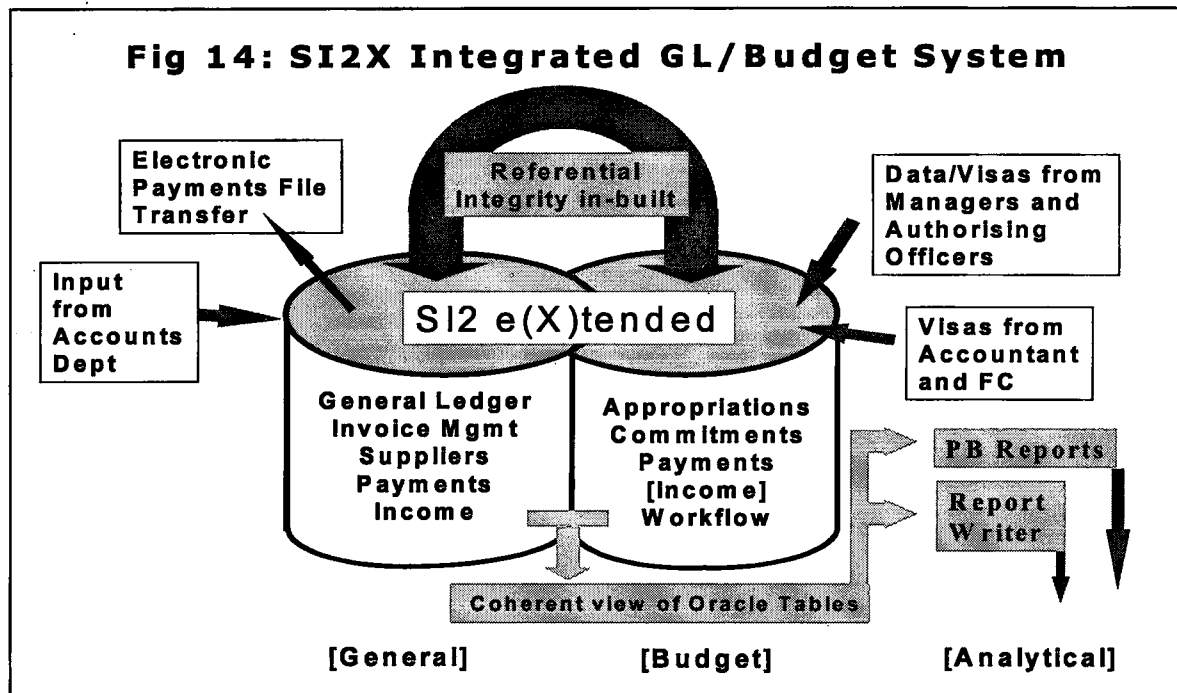 Fig 14: SI2X Integrated GL/Budget System
Electronic
Payments File
Transfer
Referential
Integrity in-built
Data/Visas from
Managers and
Authorising
Officers
Input
from
Accounts
Dept
SI2 e(X)tended
Visas from
Accountant
and FC
General Ledger
Invoice Mgmt
Suppliers
Payments
Income
Appropriations
Commitments
Payments
[Income]
Workflow
PB Reports
Report
Writer
Coherent view of Oracle Tables
[General]
[Budget]
[Analytical]